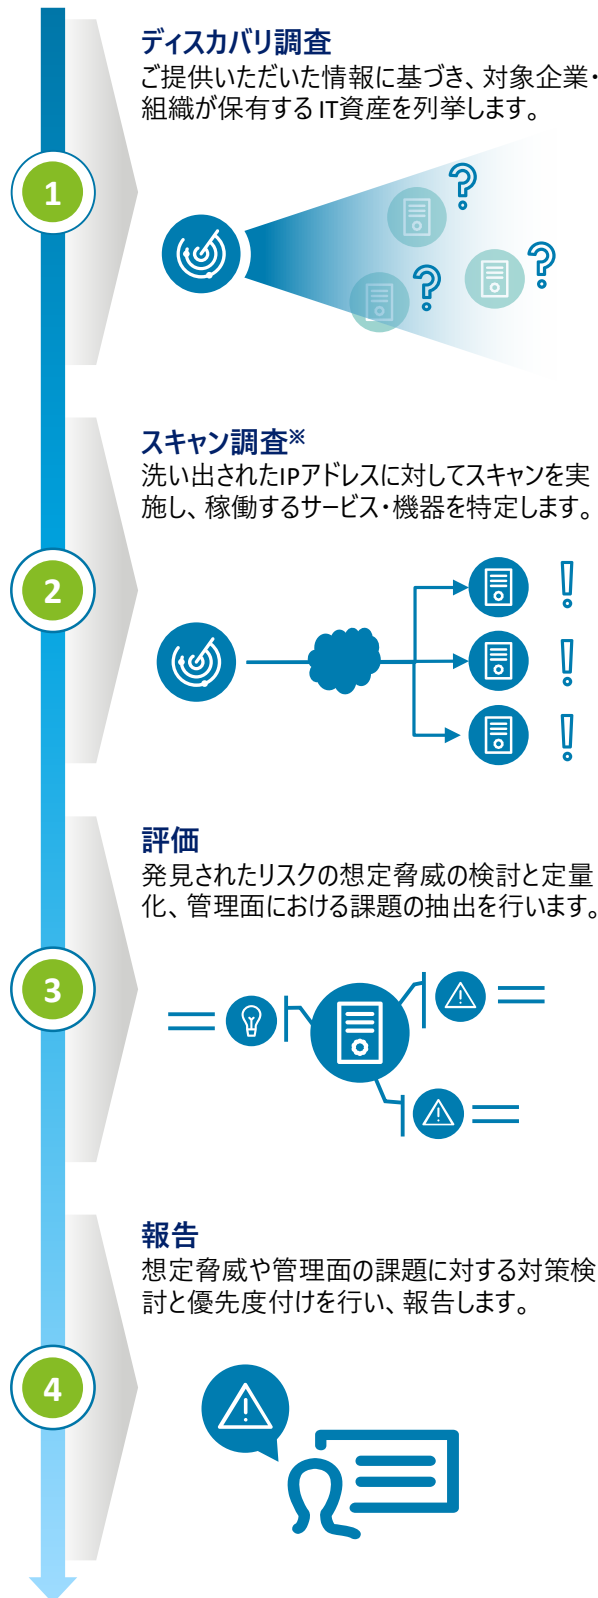 ディスカバリ調査
ご提供いただいた情報に基づき、対象企業・
組織が保有するIT資産を列挙します。
1
スキャン調査※
洗い出されたIPアドレスに対してスキャンを実
施し、稼働するサービス・機器を特定します。
2
評価
発見されたリスクの想定脅威の検討と定量
化、管理面における課題の抽出を行います。
3
報告
想定脅威や管理面の課題に対する対策検
討と優先度付けを行い、報告します。
4